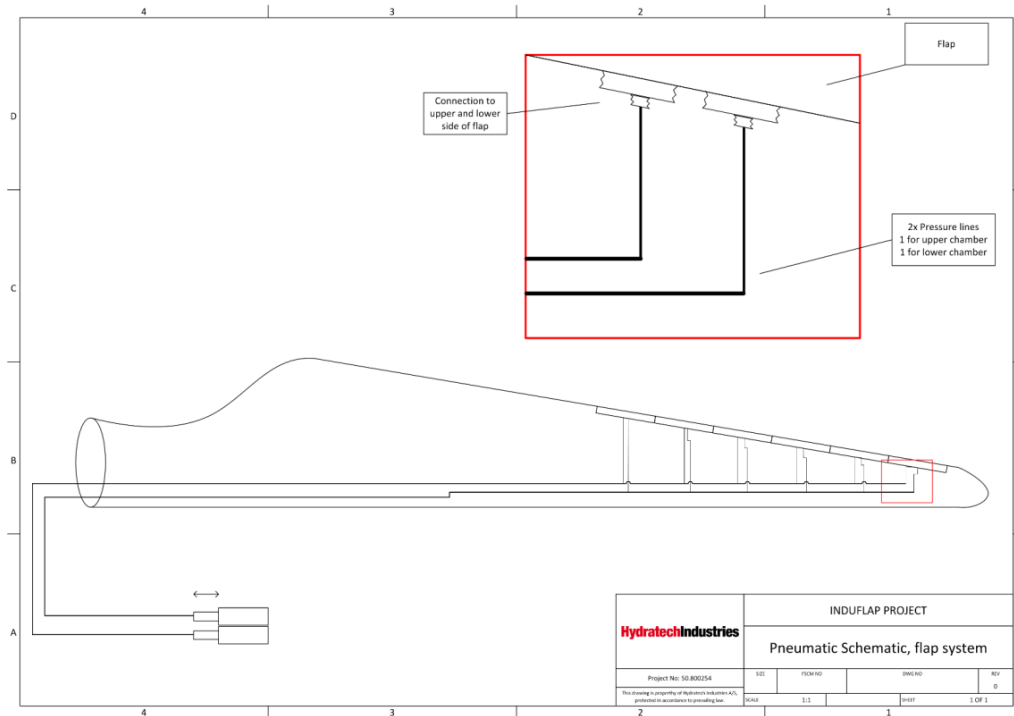 4
3
2
1
D
C
B
A
Flap
Connection to
upper and lower
side of flap
2x Pressure lines
1 for upper chamber
1 for lower chamber
HydratechIndustries
INDUFLAP PROJECT
Pneumatic Schematic, flap system
Project No: 50.800254
SIZE
FSCM NO
DWG NO
REV
0
This drawing is properthy of Hydratech Industries A/S,
protected in accordance to prevailing law.
SCALE
1:1
SHEET
1 OF 1
4
3
2
1